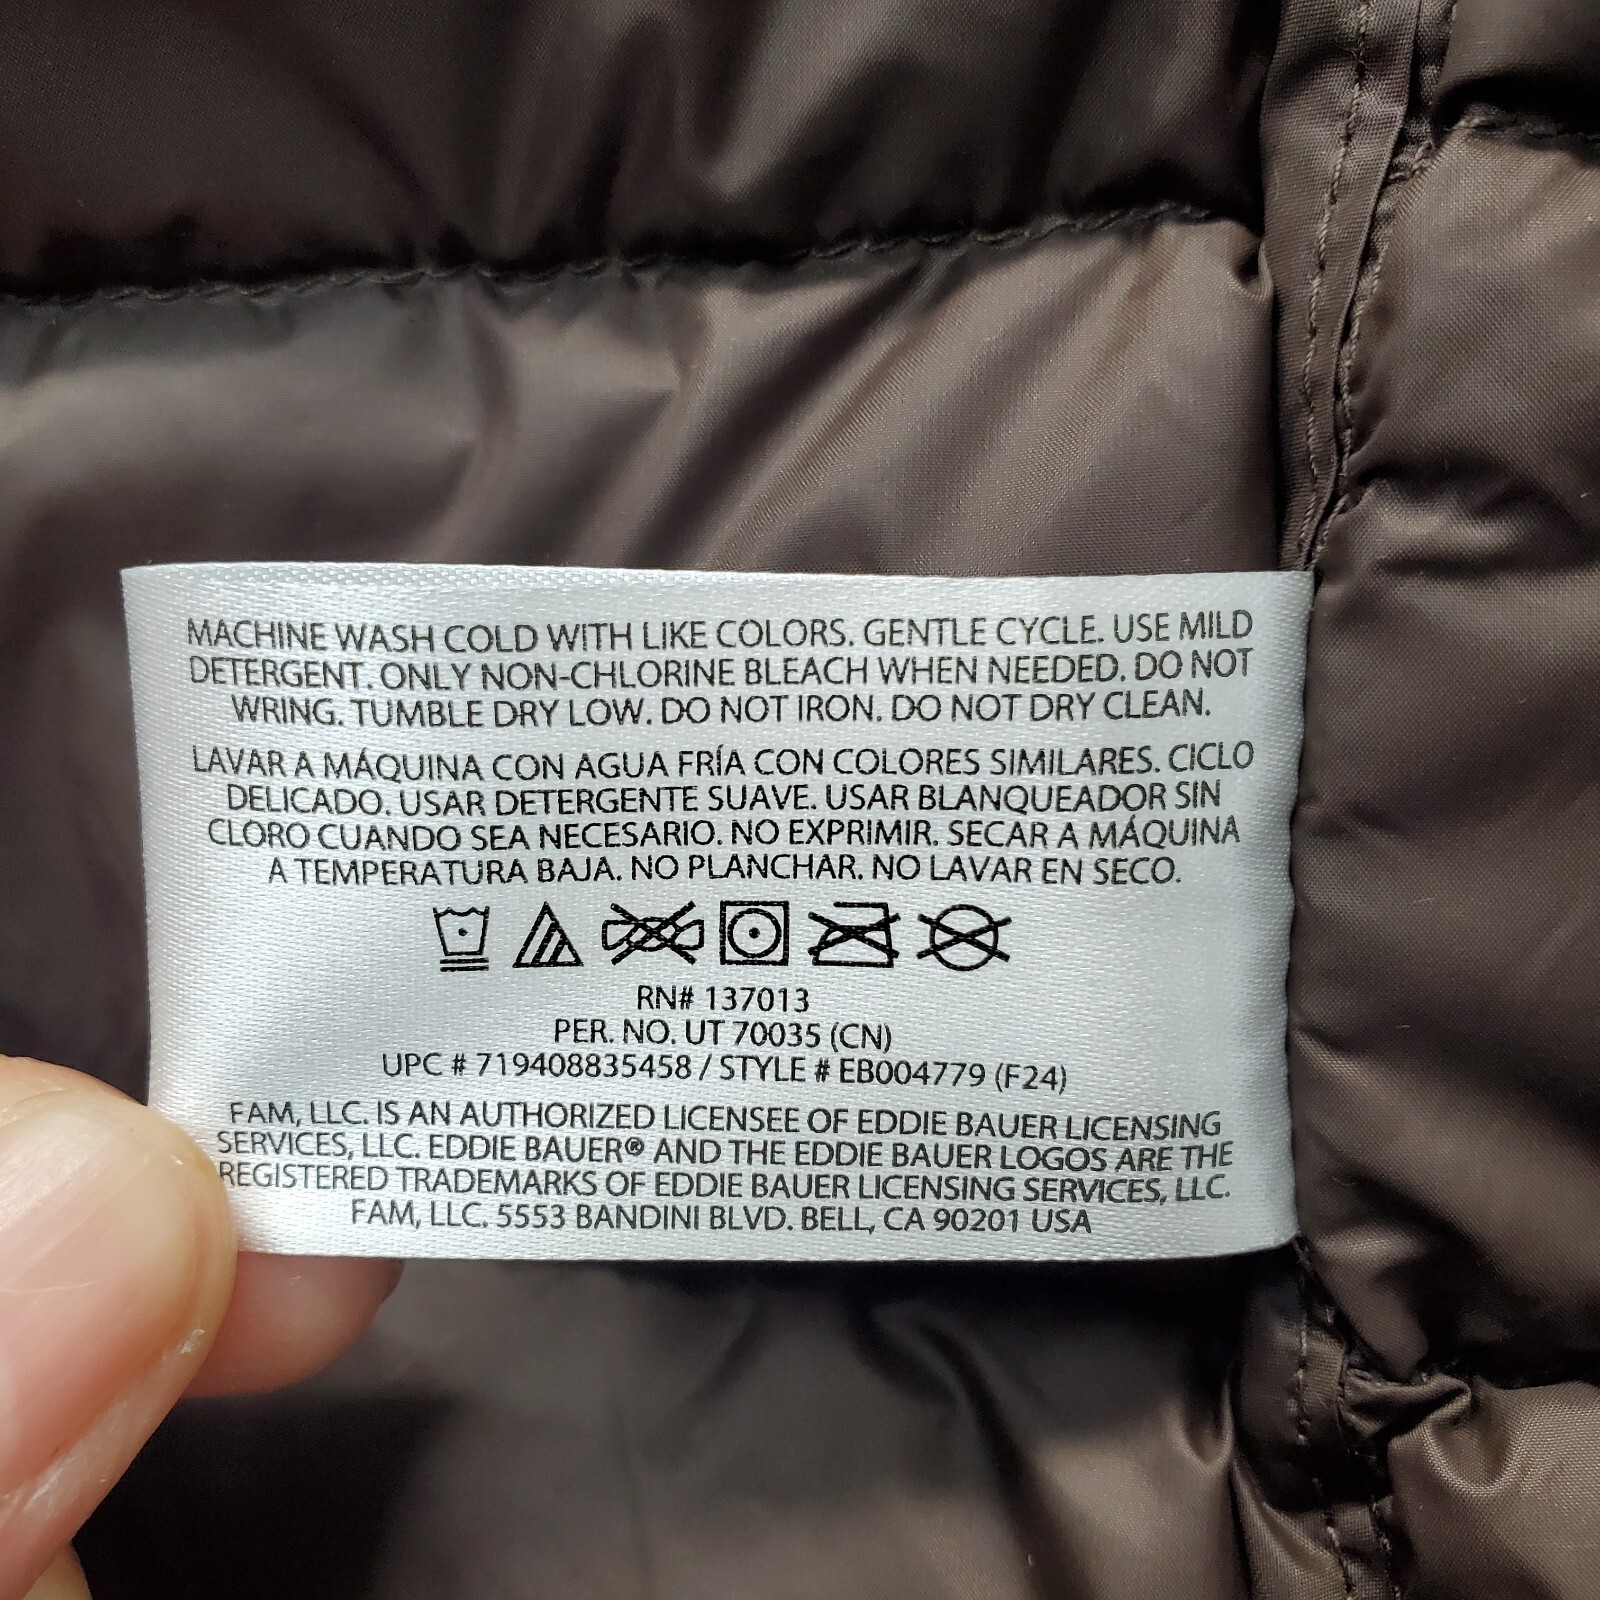 MACHINE WASH COLD WITH LIKE COLORS. GENTLE CYCLE. USE MILD
DETERGENT. ONLY NON-CHLORINE BLEACH WHEN NEEDED. DO NOT
WRING. TUMBLE DRY LOW. DO NOT IRON. DO NOT DRY CLEAN.
LAVAR A MÁQUINA CON AGUA FRÍA CON COLORES SIMILARES. CICLO
DELICADO. USAR DETERGENTE SUAVE. USAR BLANQUEADOR SIN
CLORO CUANDO SEA NECESARIO. NO EXPRIMIR. SECAR A MÁQUINA
A TEMPERATURA BAJA. NO PLANCHAR. NO LAVAR EN SECO.
RN# 137013
PER. NO. UT 70035 (CN)
UPC # 719408835458 / STYLE # EB004779 (F24)
FAM, LLC. IS AN AUTHORIZED LICENSEE OF EDDIE BAUER LICENSING
SERVICES, LLC. EDDIE BAUER® AND THE EDDIE BAUER LOGOS ARE THE
REGISTERED TRADEMARKS OF EDDIE BAUER LICENSING SERVICES, LLC.
FAM, LLC. 5553 BANDINI BLVD. BELL, CA 90201 USA